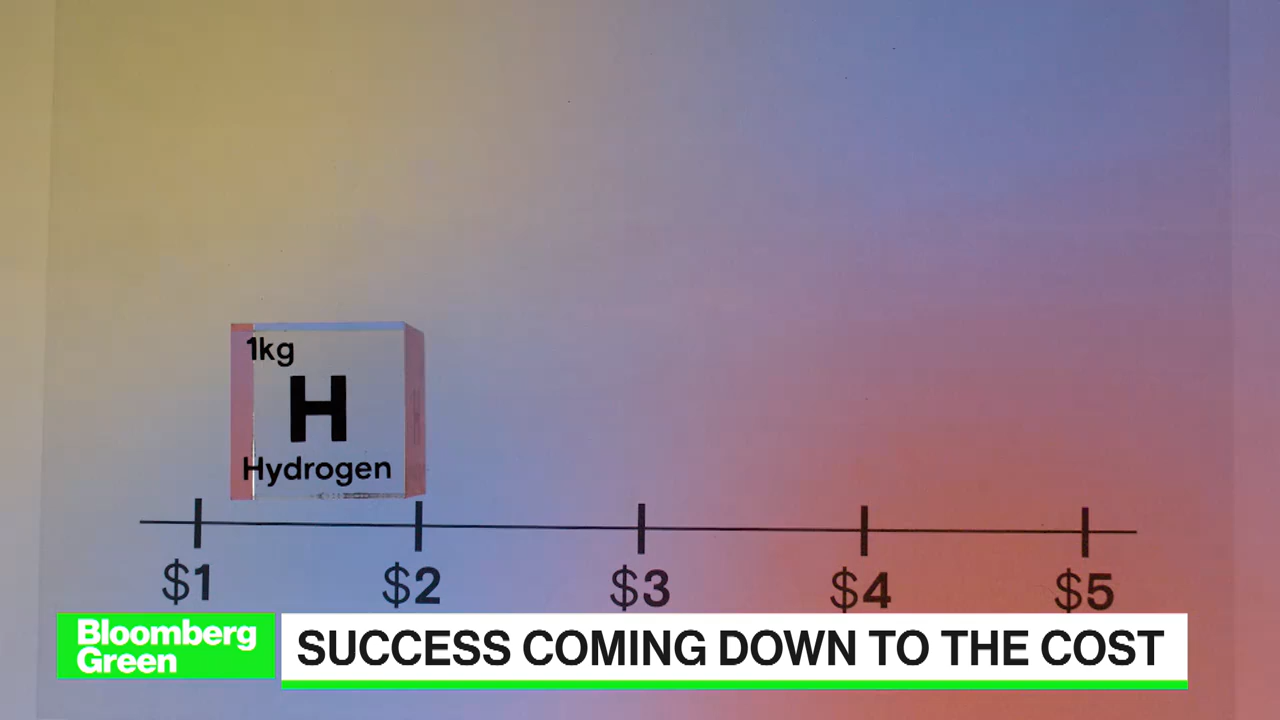 1kg
H
Hydrogen
$1 $2 $3 $4 $5
Bloomberg
Green
SUCCESS COMING DOWN TO THE COST